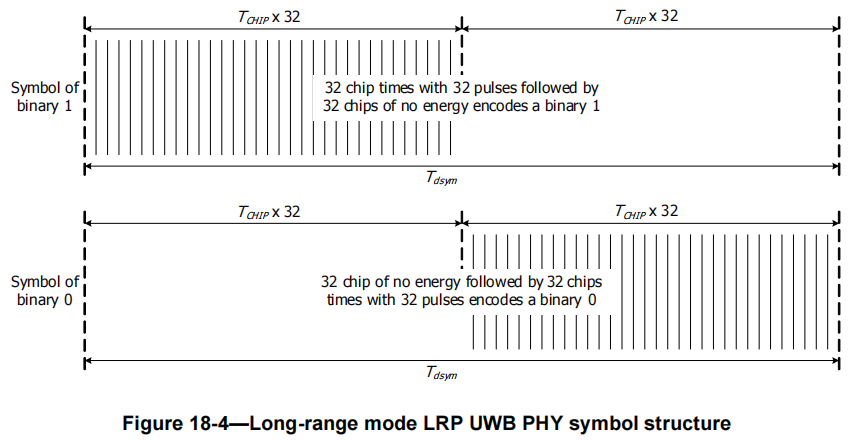 T_CHIP x 32 T_CHIP x 32
Symbol of
binary 1
32 chip times with 32 pulses followed by
32 chips of no energy encodes a binary 1
T_dsym
T_CHIP x 32 T_CHIP x 32
Symbol of
binary 0
32 chip of no energy followed by 32 chips
times with 32 pulses encodes a binary 0
T_dsym
Figure 18-4—Long-range mode LRP UWB PHY symbol structure